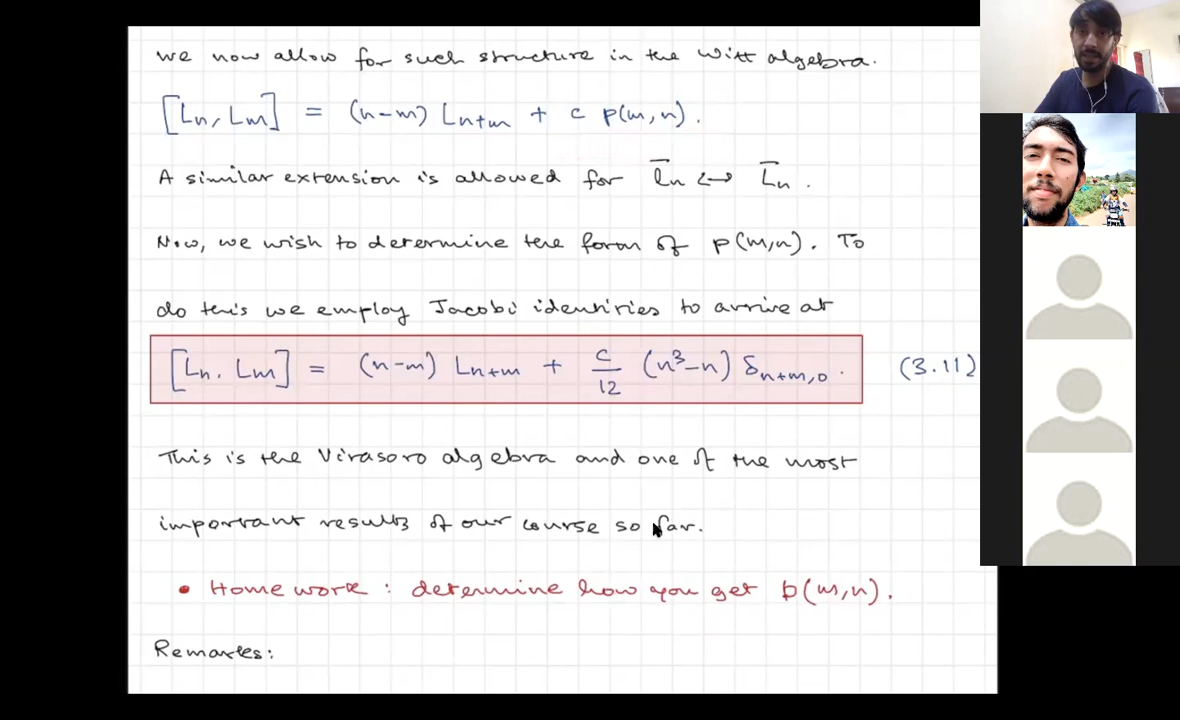 we now allow for such structure in the Witt algebra.
[Ln, Lm] = (n-m) Ln+m + c p(m,n).
A similar extension is allowed for l̄n ↔ L̄n.
Now, we wish to determine the form of p(m,n). To
do this we employ Jacobi identities to arrive at
[Ln, Lm] = (n-m) Ln+m + c/12 (n³-n) δn+m,0. (3.11)
This is the Virasoro algebra and one of the most
important results of our course so far.
• Homework: determine how you get p(m,n).
Remarks: